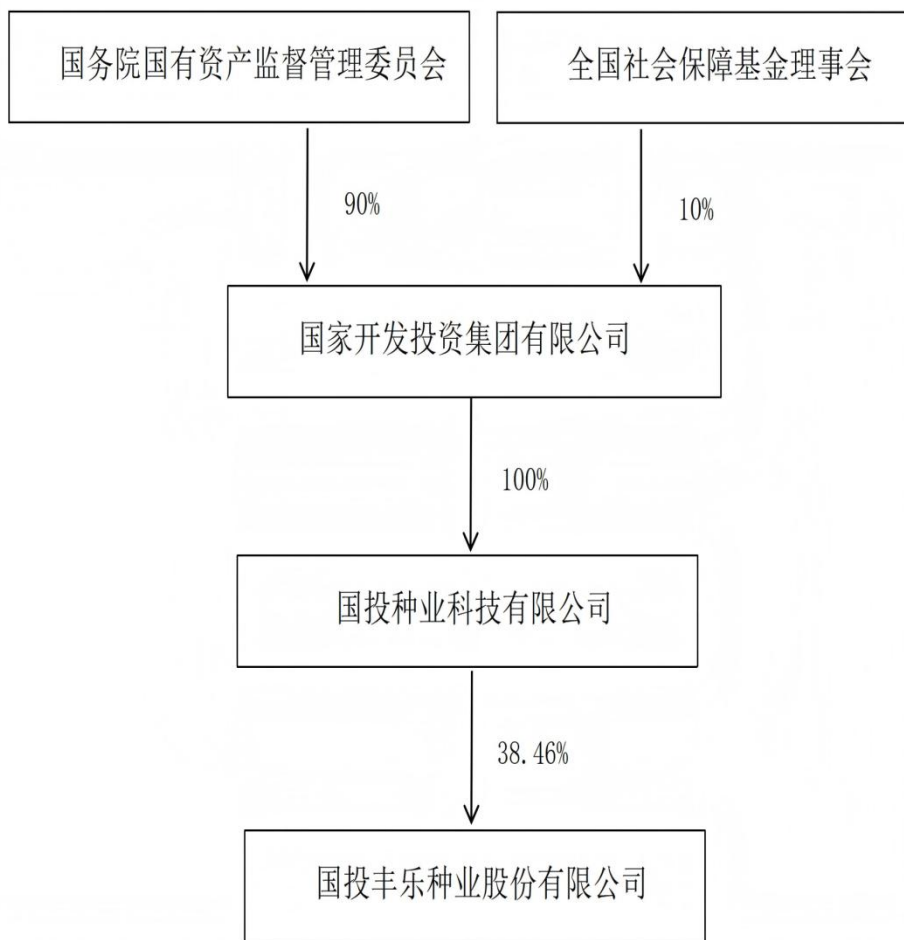 国务院国有资产监督管理委员会
全国社会保障基金理事会
90%
10%
国家开发投资集团有限公司
100%
国投种业科技有限公司
38.46%
国投丰乐种业股份有限公司